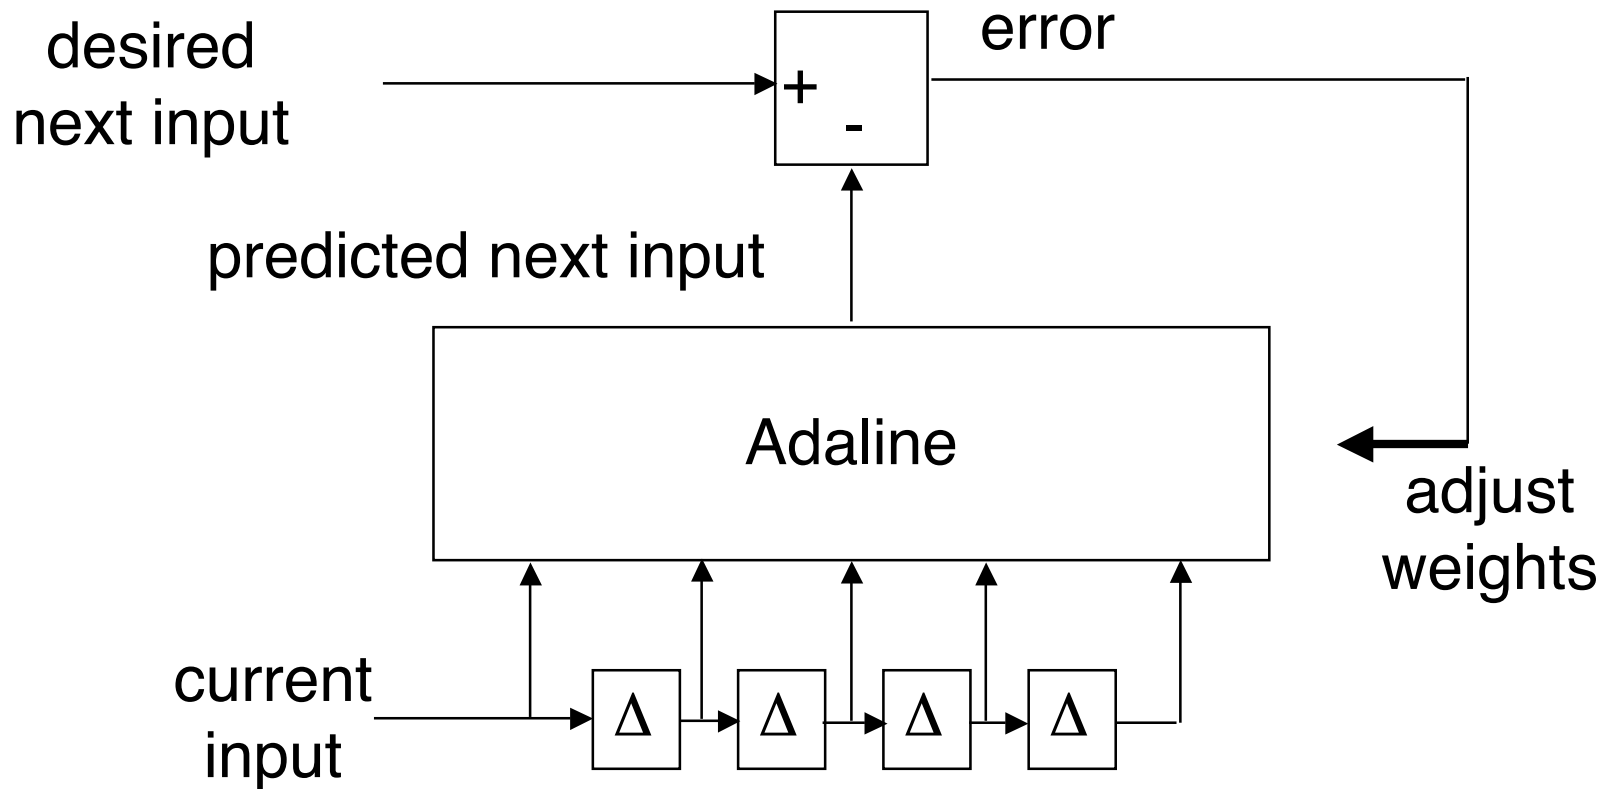 desired
next input
error
+
-
predicted next input
Adaline
adjust
weights
current
input
Δ Δ Δ Δ